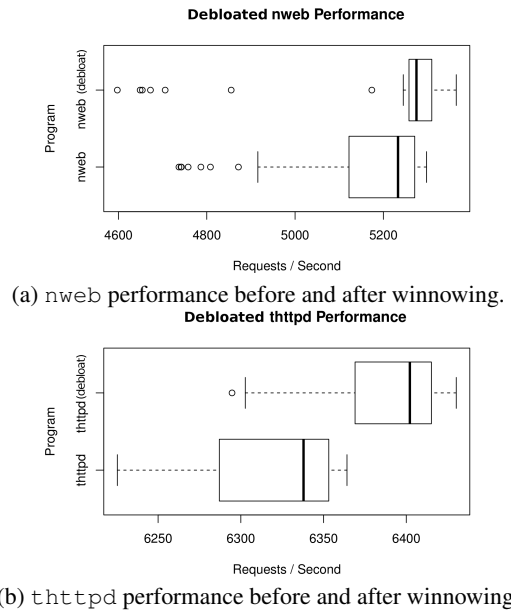 Debloated nweb Performance
Program
nweb (debloat)
nweb
4600 4800 5000 5200
Requests / Second
(a) nweb performance before and after winnowing.
Debloated thttpd Performance
Program
thttpd (debloat)
thttpd
6250 6300 6350 6400
Requests / Second
(b) thttpd performance before and after winnowing